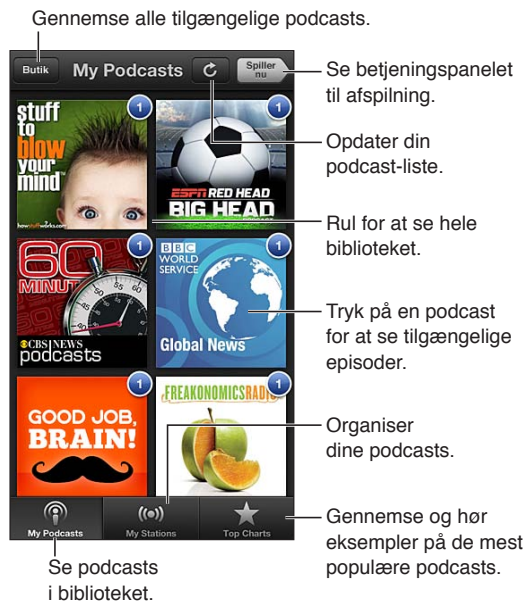 Gennemse alle tilgængelige podcasts.
Butik
My Podcasts
Spiller
nu
Se betjeningspanelet
til afspilning.
Opdater din
podcast-liste.
Rul for at se hele
biblioteket.
Tryk på en podcast
for at se tilgængelige
episoder.
Organiser
dine podcasts.
Gennemse og hør
eksempler på de mest
populære podcasts.
Se podcasts
i biblioteket.
1
stuff
to
blow
your
mind
howstuffworks.com
1
ESPN RED HEAD
BIG HEAD
1
60
MINUT
CBS NEWS
podcasts
1
BBC
WORLD
SERVICE
Global News
1
GOOD JOB,
BRAIN!
1
FREAKONOMICS RADIO
My Podcasts
My Stations
Top Charts